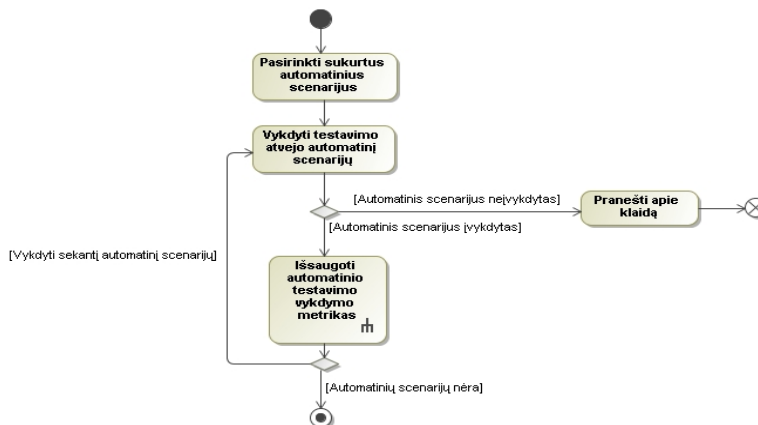 Pasirinkti sukurtus
automatinius
scenarijus
Vykdyti testavimo
atvejo automatinį
scenarijų
[Automatinis scenarijus neįvykdytas]
Pranešti apie
klaidą
[Automatinis scenarijus įvykdytas]
[Vykdyti sekantį automatinį scenarijų]
Išsaugoti
automatinio
testavimo
vykdymo
metrikas
[Automatinių scenarijų nėra]